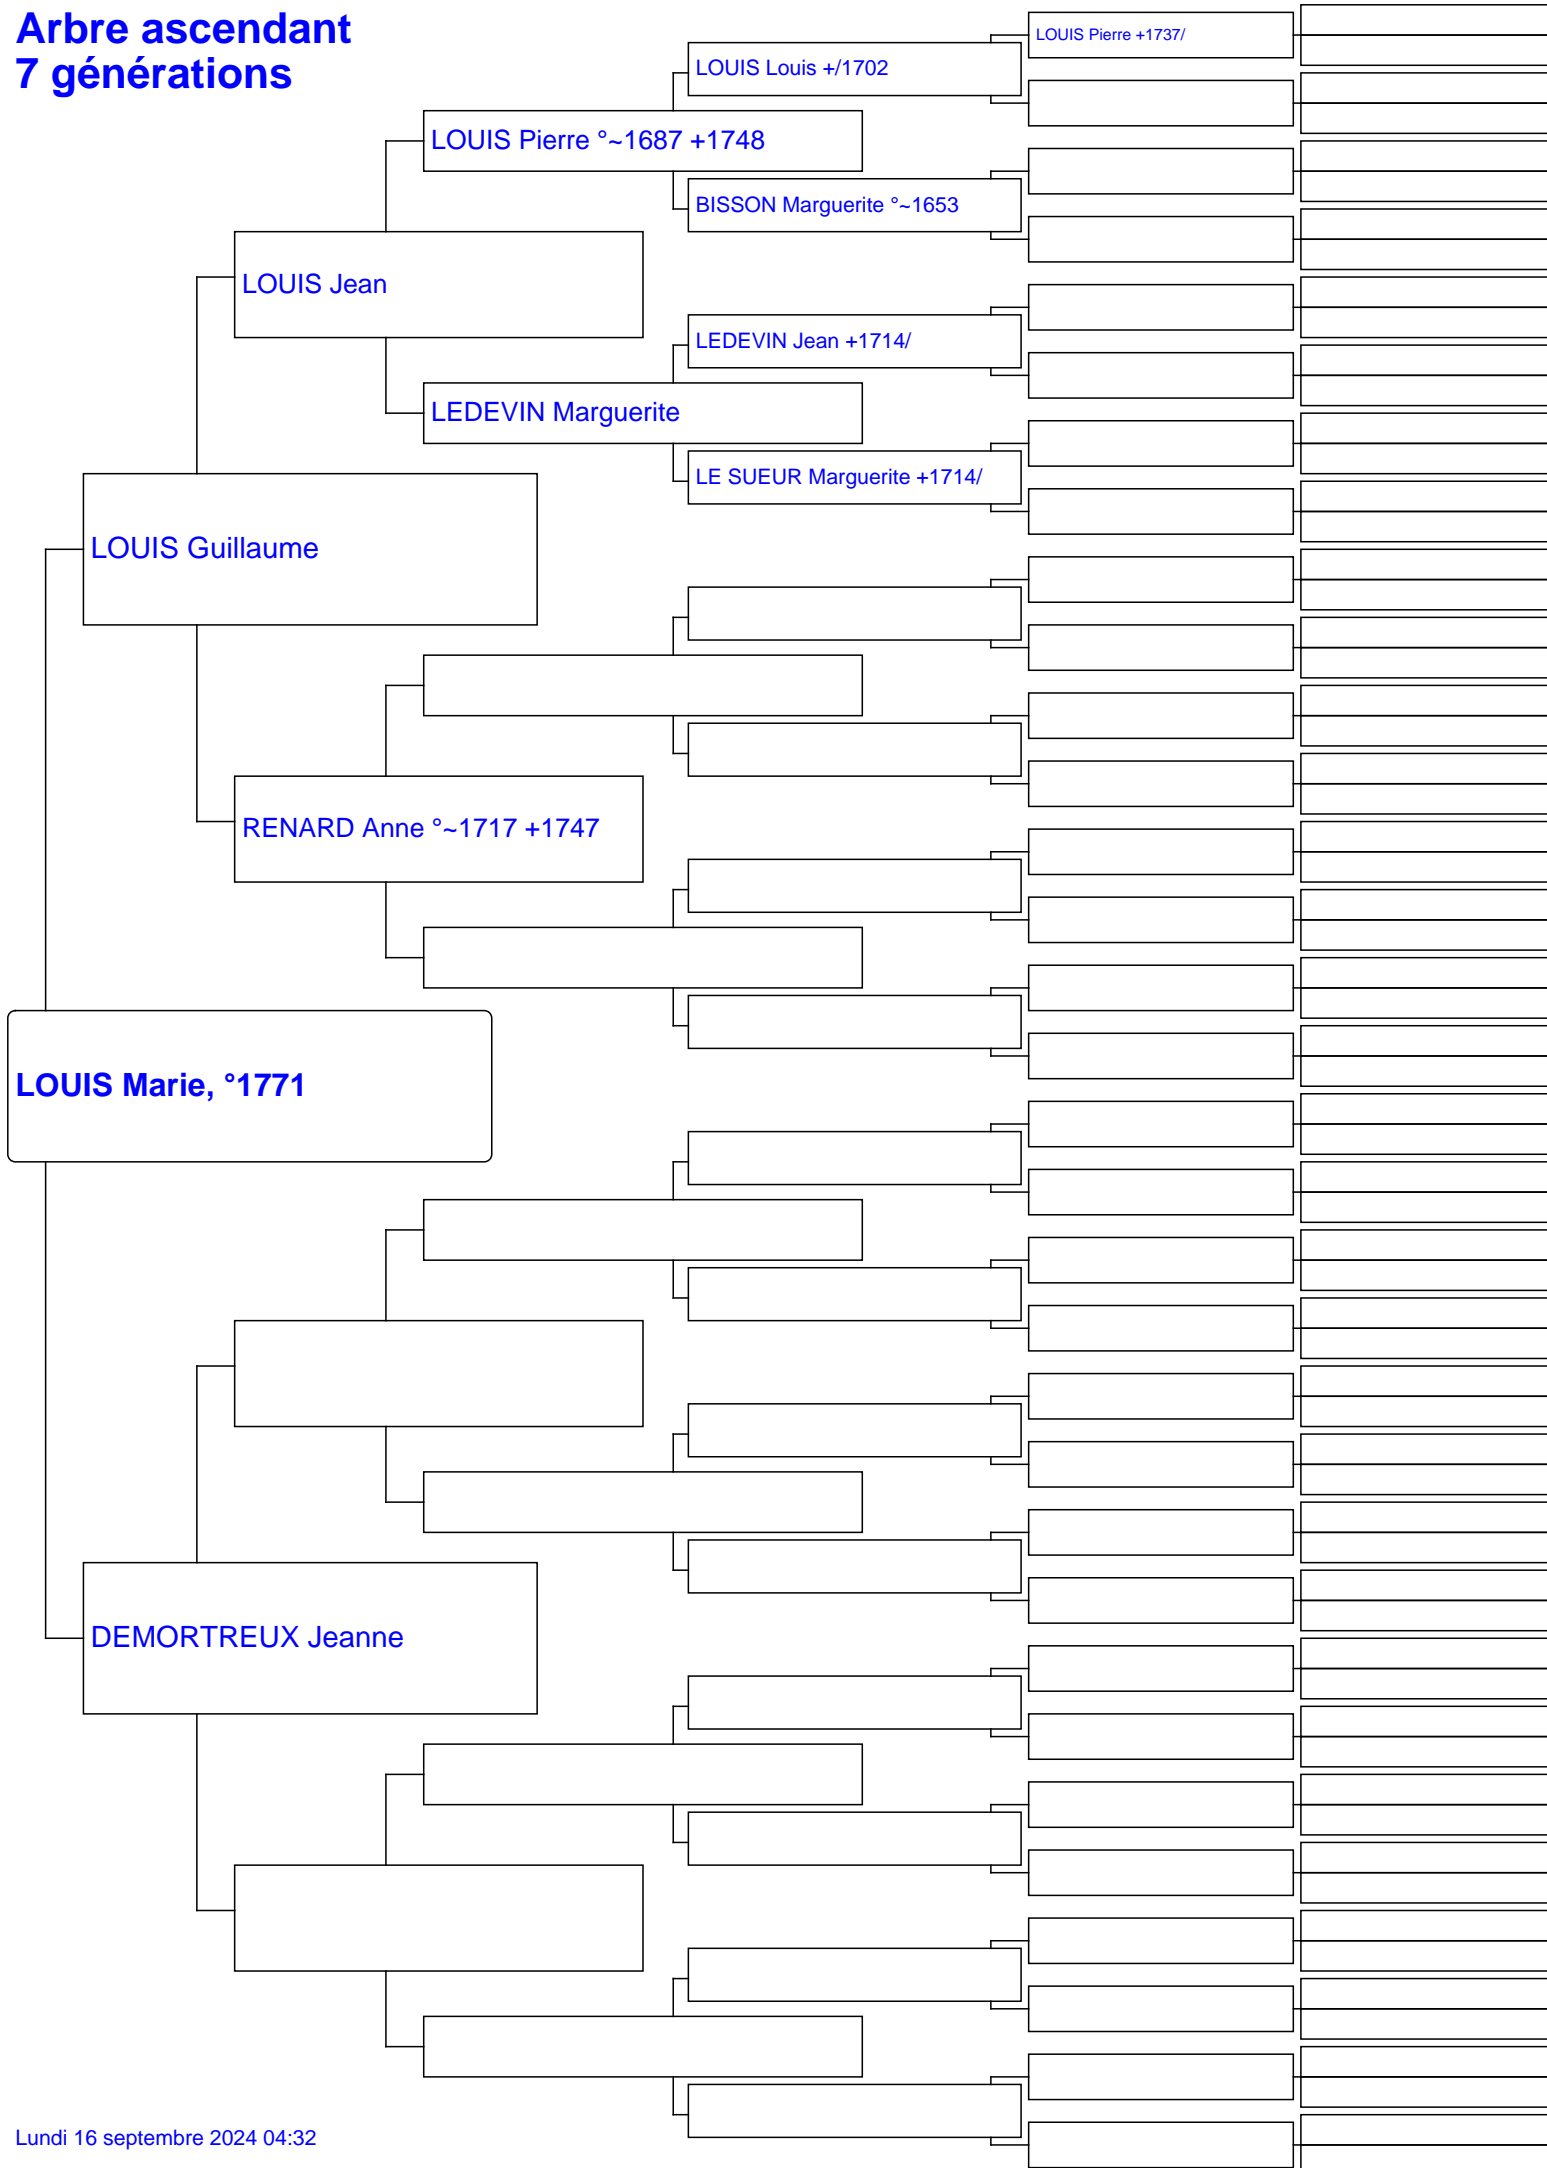 Arbre ascendant
7 générations
LOUIS Pierre +1737/
LOUIS Louis +/1702
LOUIS Pierre °~1687 +1748
BISSON Marguerite °~1653
LOUIS Jean
LEDEVIN Jean +1714/
LEDEVIN Marguerite
LE SUEUR Marguerite +1714/
LOUIS Guillaume
RENARD Anne °~1717 +1747
LOUIS Marie, °1771
DEMORTREUX Jeanne
Lundi 16 septembre 2024 04:32